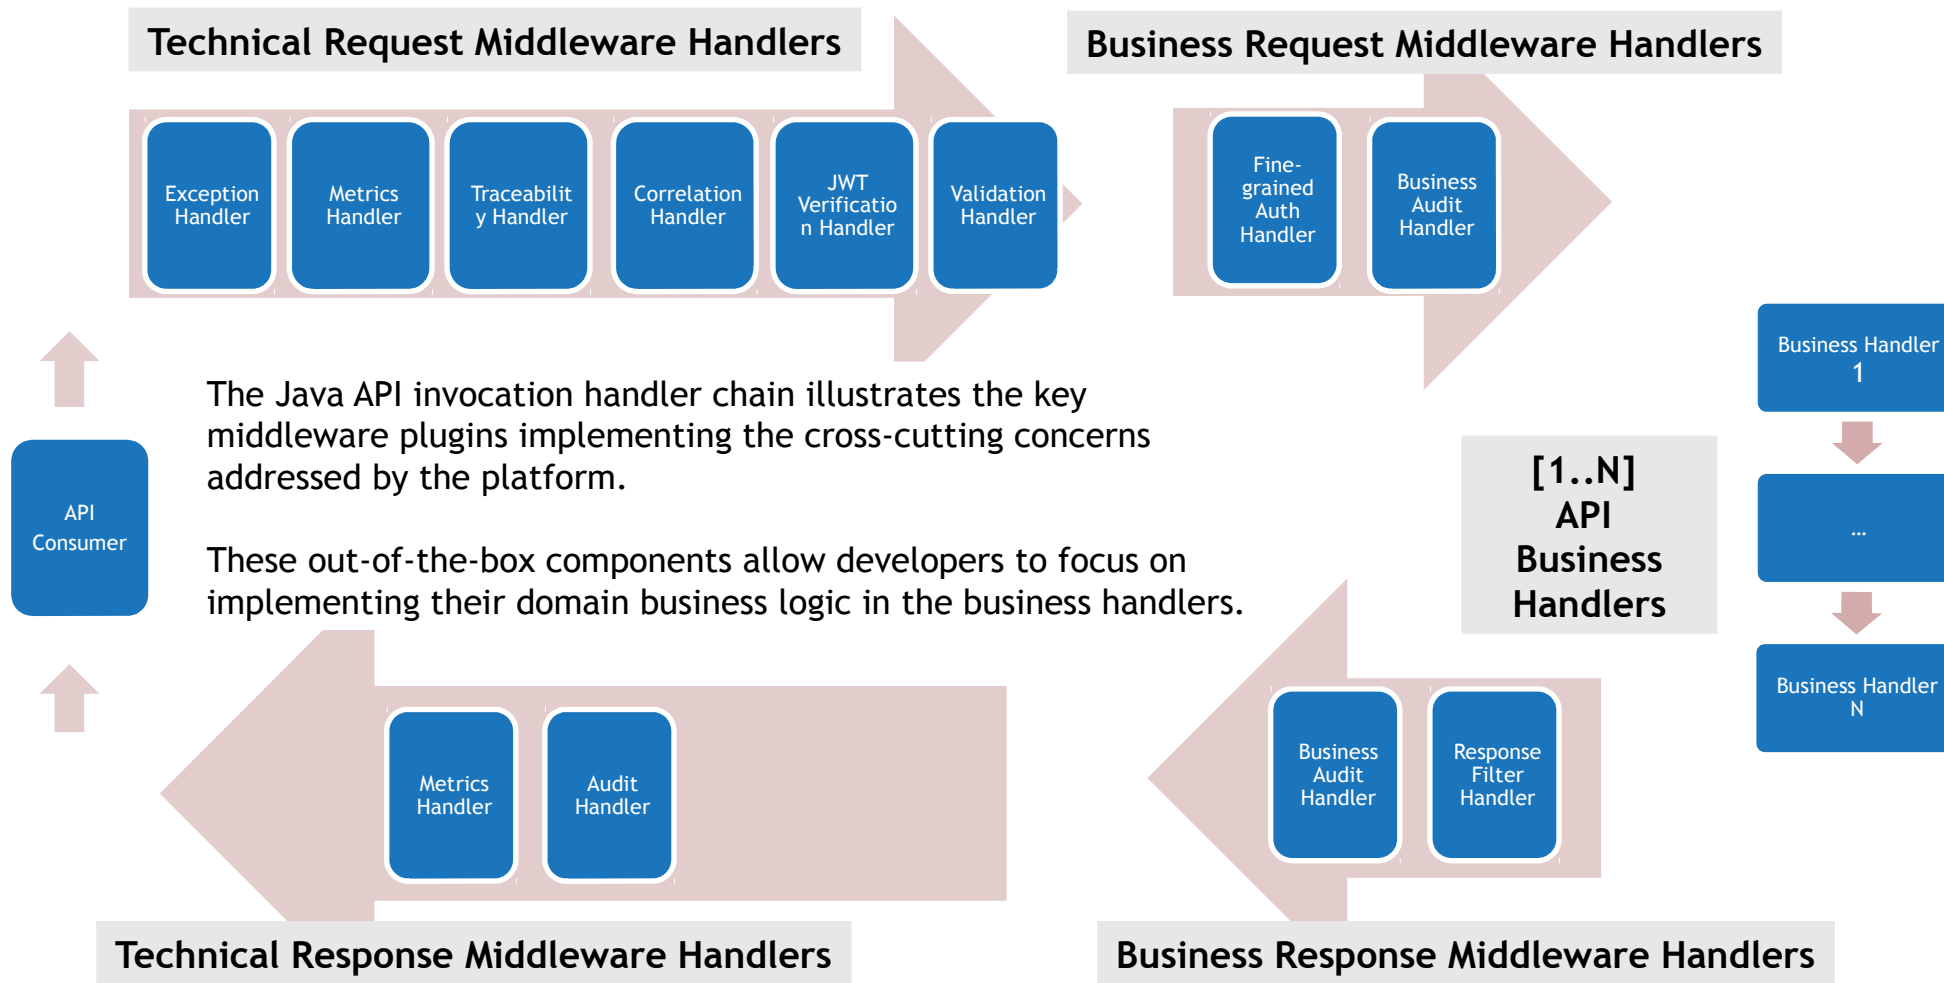 Technical Request Middleware Handlers
Business Request Middleware Handlers
Exception
Handler
Metrics
Handler
Traceabilit
y Handler
Correlation
Handler
JWT
Verificatio
n Handler
Validation
Handler
Fine-
grained
Auth
Handler
Business
Audit
Handler
Business Handler
1
...
Business Handler
N
The Java API invocation handler chain illustrates the key
middleware plugins implementing the cross-cutting concerns
addressed by the platform.
These out-of-the-box components allow developers to focus on
implementing their domain business logic in the business handlers.
API
Consumer
[1..N]
API
Business
Handlers
Metrics
Handler
Audit
Handler
Business
Audit
Handler
Response
Filter
Handler
Technical Response Middleware Handlers
Business Response Middleware Handlers